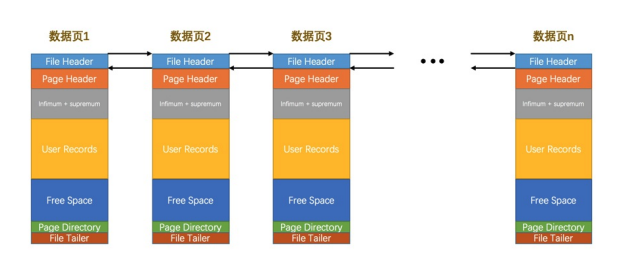 数据页1
数据页2
数据页3
数据页n
File Header
File Header
File Header
•••
File Header
Page Header
Page Header
Page Header
Page Header
Infimum + supremum
Infimum + supremum
Infimum + supremum
Infimum + supremum
User Records
User Records
User Records
User Records
Free Space
Free Space
Free Space
Free Space
Page Directory
Page Directory
Page Directory
Page Directory
File Tailer
File Tailer
File Tailer
File Tailer